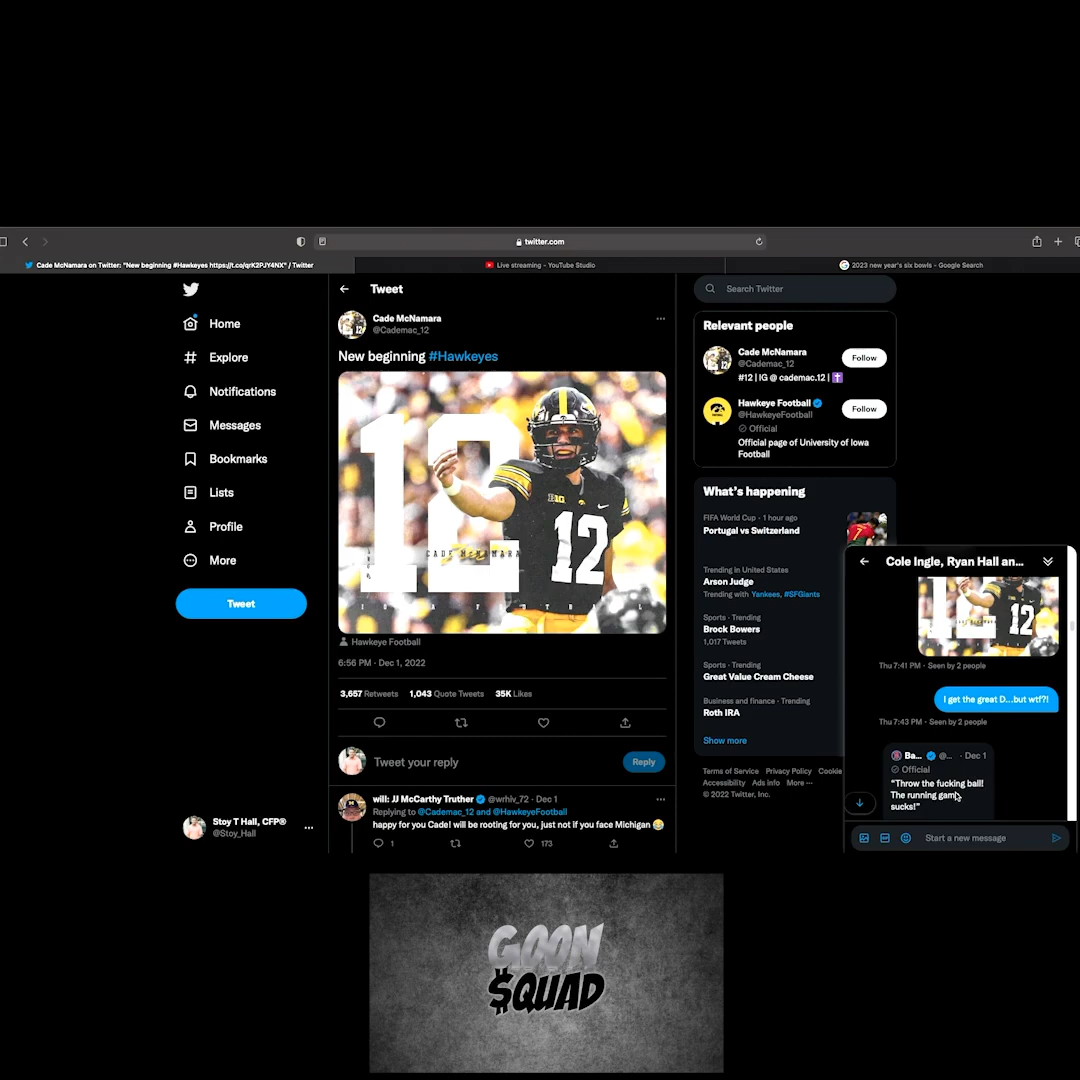 twitter.com
Cade McNamara on Twitter: "New beginning #Hawkeyes https://t.co/qrK2PJY4NX" / Twitter
Live streaming - YouTube Studio
2023 new year's six bowls - Google Search
Home
Explore
Notifications
Messages
Bookmarks
Lists
Profile
More
Tweet
Stoy T Hall, CFP®
@Stoy_Hall
Tweet
Cade McNamara
@Cademac_12
New beginning #Hawkeyes
12
BIG
12
CADE McNAMARA
Hawkeye Football
6:56 PM · Dec 1, 2022
3,657 Retweets 1,043 Quote Tweets 35K Likes
Tweet your reply
Reply
will: JJ McCarthy Truther @wrhlv_72 · Dec 1
Replying to @Cademac_12 and @HawkeyeFootball
happy for you Cade! will be rooting for you, just not if you face Michigan 😂
1
173
Search Twitter
Relevant people
Cade McNamara
@Cademac_12
Follow
#12 | IG @ cademac.12 | ✝️
Hawkeye Football
@HawkeyeFootball
Follow
Official
Official page of University of Iowa
Football
What's happening
FIFA World Cup · 1 hour ago
Portugal vs Switzerland
Trending in United States
Arson Judge
Trending with Yankees, #SFGiants
Sports · Trending
Brock Bowers
1,017 Tweets
Sports · Trending
Great Value Cream Cheese
Business and finance · Trending
Roth IRA
Show more
Terms of Service Privacy Policy Cookie
Accessibility Ads info More ···
© 2022 Twitter, Inc.
Cole Ingle, Ryan Hall an...
12
Thu 7:41 PM · Seen by 2 people
I get the great D...but wtf?!
Thu 7:43 PM · Seen by 2 people
Ba... @... · Dec 1
Official
"Throw the fucking ball!
The running game
sucks!"
Start a new message
GOON
$QUAD